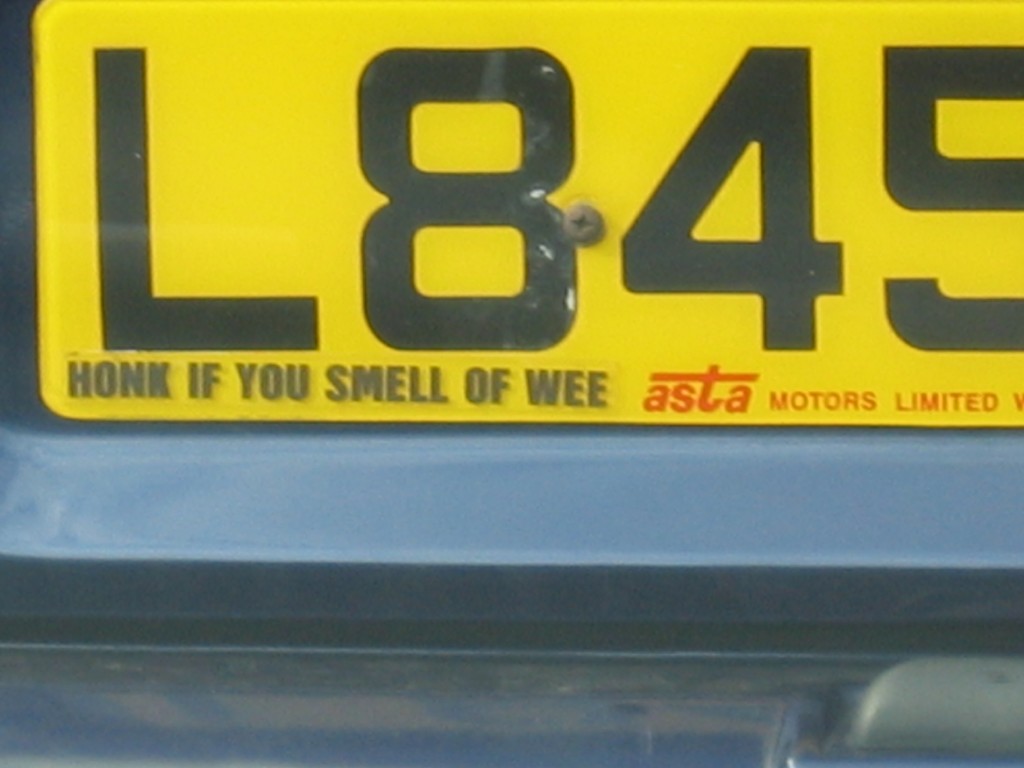 L845
HONK IF YOU SMELL OF WEE asta MOTORS LIMITED